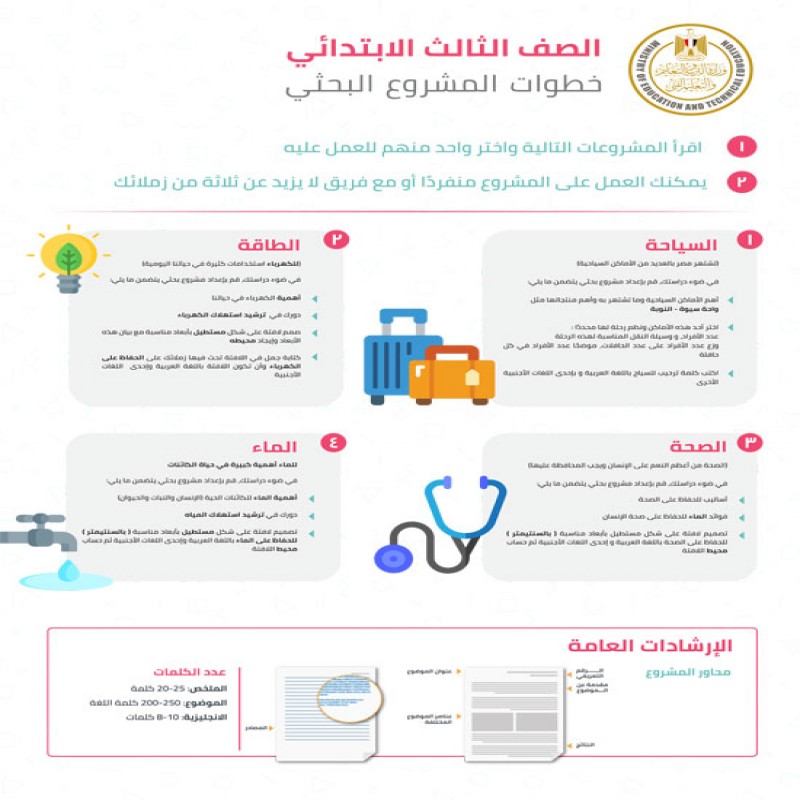 الصف الثالث الابتدائي
خطوات المشروع البحثي
MINISTRY OF EDUCATION AND TECHNICAL EDUCATION
١ اقرأ المشروعات التالية واختر واحد منهم للعمل عليه
٢ يمكنك العمل على المشروع منفردًا أو مع فريق لا يزيد عن ثلاثة من زملائك
١ السياحة
(تشتهر مصر بالعديد من الأماكن السياحية)
في ضوء دراستك، قم بإعداد مشروع بحثي يتضمن ما يلي:
أهم الأماكن السياحية وما تشتهر به وأهم منتجاتها مثل
واحة سيوة - النوبة
اختر أحد هذه الأماكن ونظم رحلة لها محددًا :
عدد الأفراد، و وسيلة النقل المناسبة لهذه الرحلة
وزع عدد الأفراد على عدد الحافلات، موضحًا عدد الأفراد في كل
حافلة
اكتب كلمة ترحيب للسياح باللغة العربية و بإحدى اللغات الأجنبية
الأخرى
٢ الطاقة
(للكهرباء استخدامات كثيرة في حياتنا اليومية)
في ضوء دراستك، قم بإعداد مشروع بحثي يتضمن ما يلي:
أهمية الكهرباء في حياتنا
دورك في ترشيد استهلاك الكهرباء
صمم لافتة على شكل مستطيل بأبعاد مناسبة مع بيان هذه
الأبعاد وإيجاد محيطه
كتابة جمل في اللافتة تحث فيها زملائك على الحفاظ على
الكهرباء وأن تكون اللافتة باللغة العربية وإحدى اللغات
الأجنبية
٣ الصحة
(الصحة من أعظم النعم على الإنسان ويجب المحافظة عليها)
في ضوء دراستك، قم بإعداد مشروع بحثي يتضمن ما يلي:
أساليب للحفاظ على الصحة
فوائد الماء للحفاظ على صحة الإنسان
تصميم لافتة على شكل مستطيل بأبعاد مناسبة ( بالسنتيمتر )
للحفاظ على الصحة باللغة العربية و إحدى اللغات الأجنبية ثم حساب
محيط اللافتة
٤ الماء
للماء أهمية كبيرة في حياة الكائنات
في ضوء دراستك، قم بإعداد مشروع بحثي يتضمن ما يلي:
أهمية الماء للكائنات الحية (الإنسان والنبات والحيوان)
دورك في ترشيد استهلاك المياه
تصميم لافتة على شكل مستطيل بأبعاد مناسبة ( بالسنتيمتر )
للحفاظ على الماء باللغة العربية وإحدى اللغات الأجنبية ثم حساب
محيط اللافتة
الإرشادات العامة
محاور المشروع
الرقم
التعريفي
مقدمة عن
الموضوع
النتائج
عنوان الموضوع
عناصر الموضوع
المختلفة
المصادر
عدد الكلمات
الملخص: 25-20 كلمة
الموضوع: 250-200 كلمة اللغة
الانجليزية: 10-8 كلمات